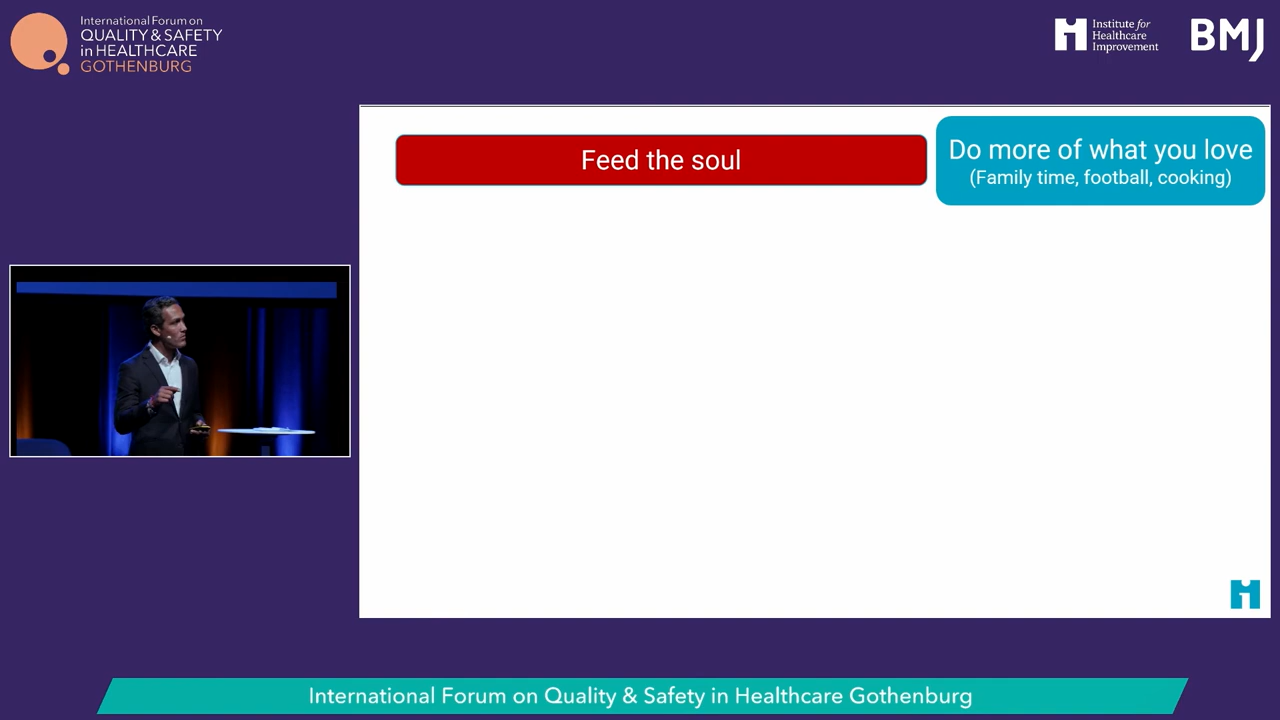 International Forum on
QUALITY & SAFETY
in HEALTHCARE
GOTHENBURG
Institute for
Healthcare
Improvement
BMJ
Feed the soul
Do more of what you love
(Family time, football, cooking)
International Forum on Quality & Safety in Healthcare Gothenburg